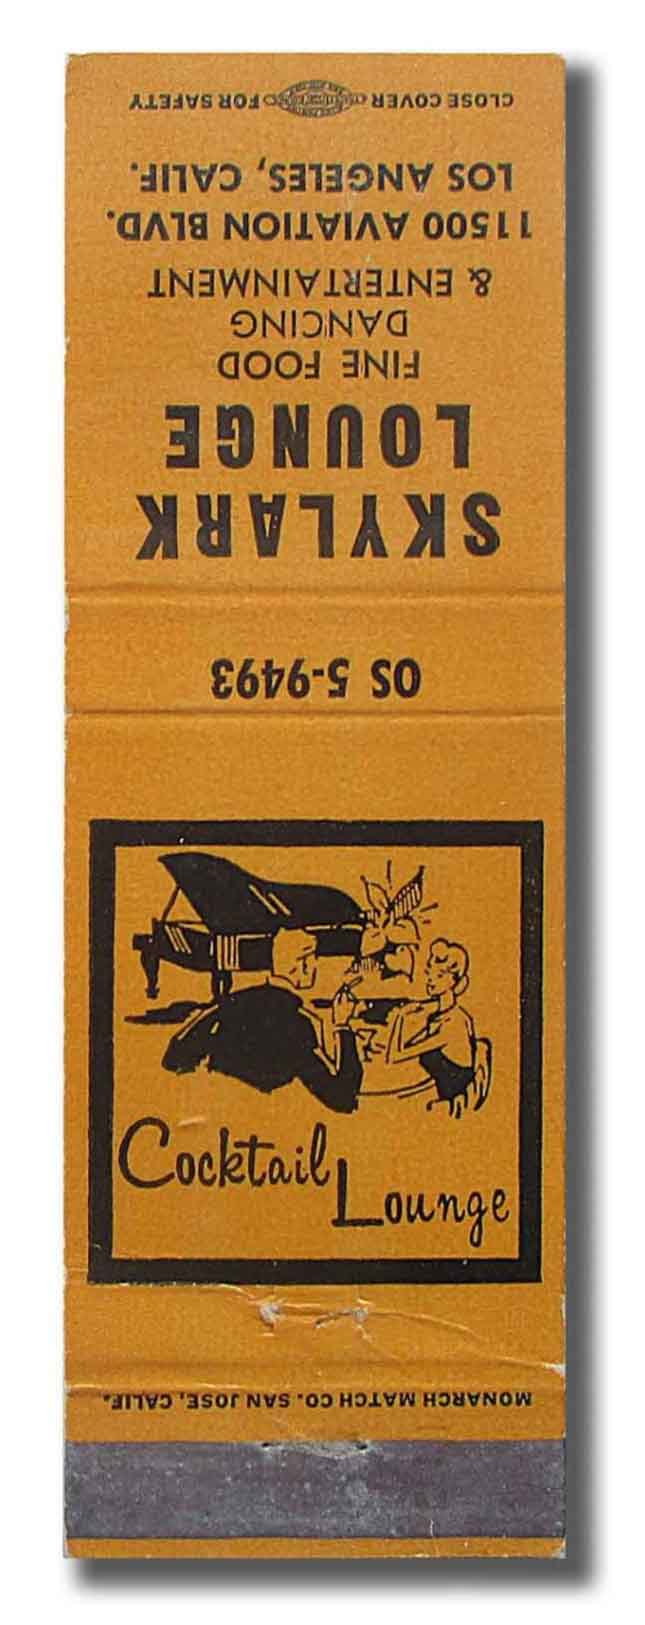 SKYLARK
LOUNGE
FINE FOOD
DANCING
& ENTERTAINMENT
11500 AVIATION BLVD.
LOS ANGELES, CALIF.
CLOSE COVER FOR SAFETY
OS 5-9493
Cocktail
Lounge
MONARCH MATCH CO. SAN JOSE, CALIF.